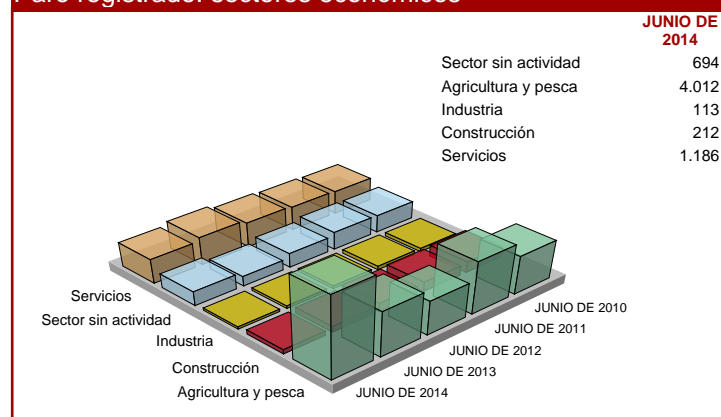 Paro registrado: sectores económicos
JUNIO DE
2014
Sector sin actividad 694
Agricultura y pesca 4.012
Industria 113
Construcción 212
Servicios 1.186
Servicios
Sector sin actividad
Industria
Construcción
Agricultura y pesca
JUNIO DE 2010
JUNIO DE 2011
JUNIO DE 2012
JUNIO DE 2013
JUNIO DE 2014